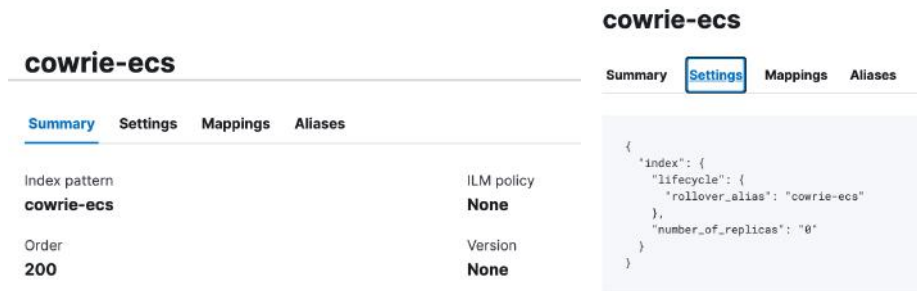 cowrie-ecs
Summary Settings Mappings Aliases
Index pattern ILM policy
cowrie-ecs None
Order Version
200 None
cowrie-ecs
Summary Settings Mappings Aliases
{
"index": {
"lifecycle": {
"rollover_alias": "cowrie-ecs"
},
"number_of_replicas": "0"
}
}